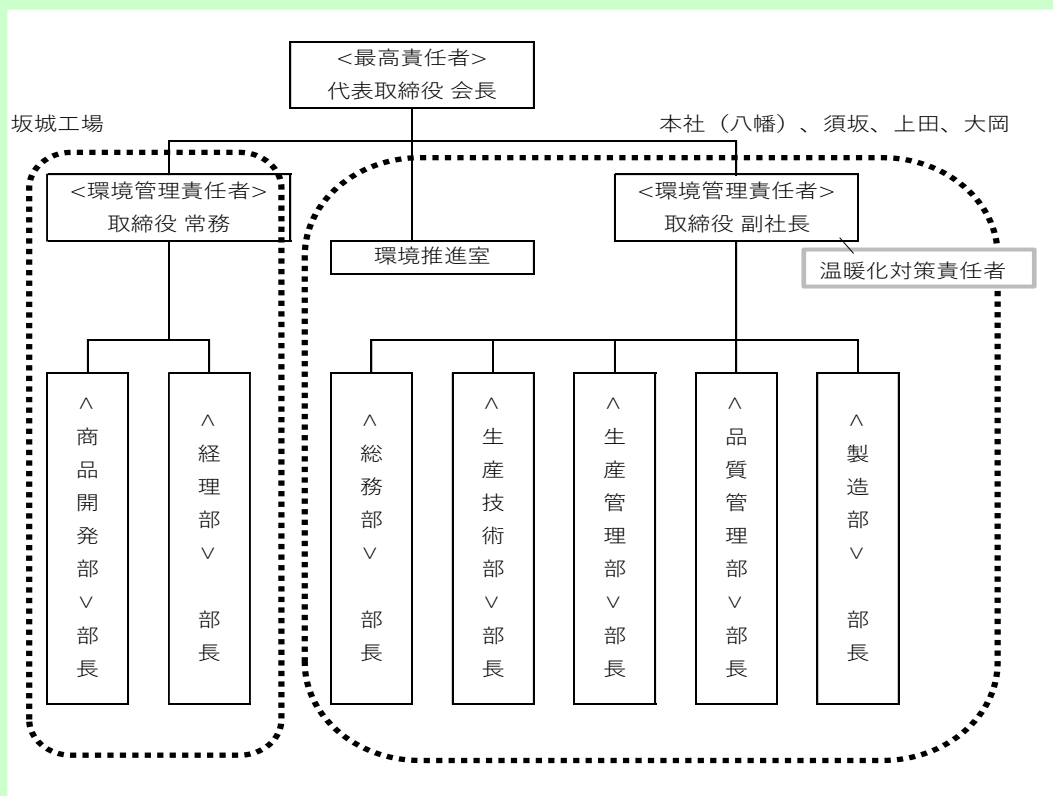 <最高責任者>
代表取締役 会長
坂城工場
本社（八幡）、須坂、上田、大岡
<環境管理責任者>
取締役 常務
<環境管理責任者>
取締役 副社長
環境推進室
温暖化対策責任者
<商品開発部>部長
<経理部> 部長
<総務部> 部長
<生産技術部>部長
<生産管理部>部長
<品質管理部>部長
<製造部> 部長